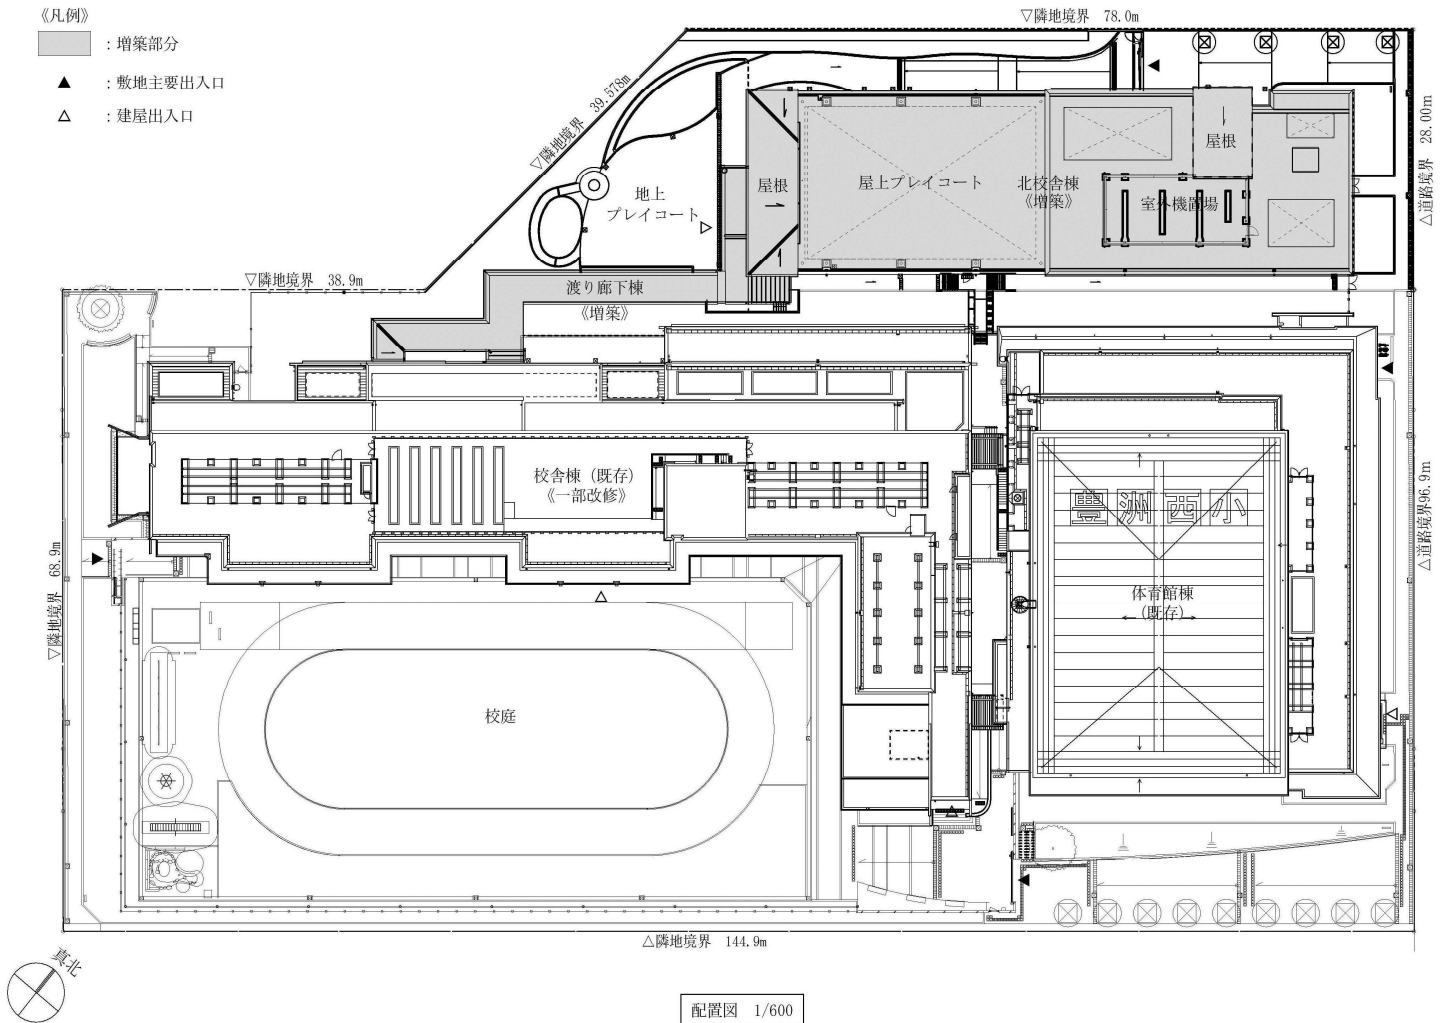 《凡例》
：増築部分
▲：敷地主要出入口
△：建屋出入口
▽隣地境界 78.0m
▽隣地境界 39.578m
△道路境界 28.00m
地上
プレイコート
屋根
屋上プレイコート
北校舎棟
《増築》
屋根
室外機置場
▽隣地境界 38.9m
渡り廊下棟
《増築》
校舎棟（既存）
《一部改修》
豊洲西小
体育館棟
（既存）
△道路境界96.9m
▽隣地境界 68.9m
校庭
△隣地境界 144.9m
真北
配置図 1/600